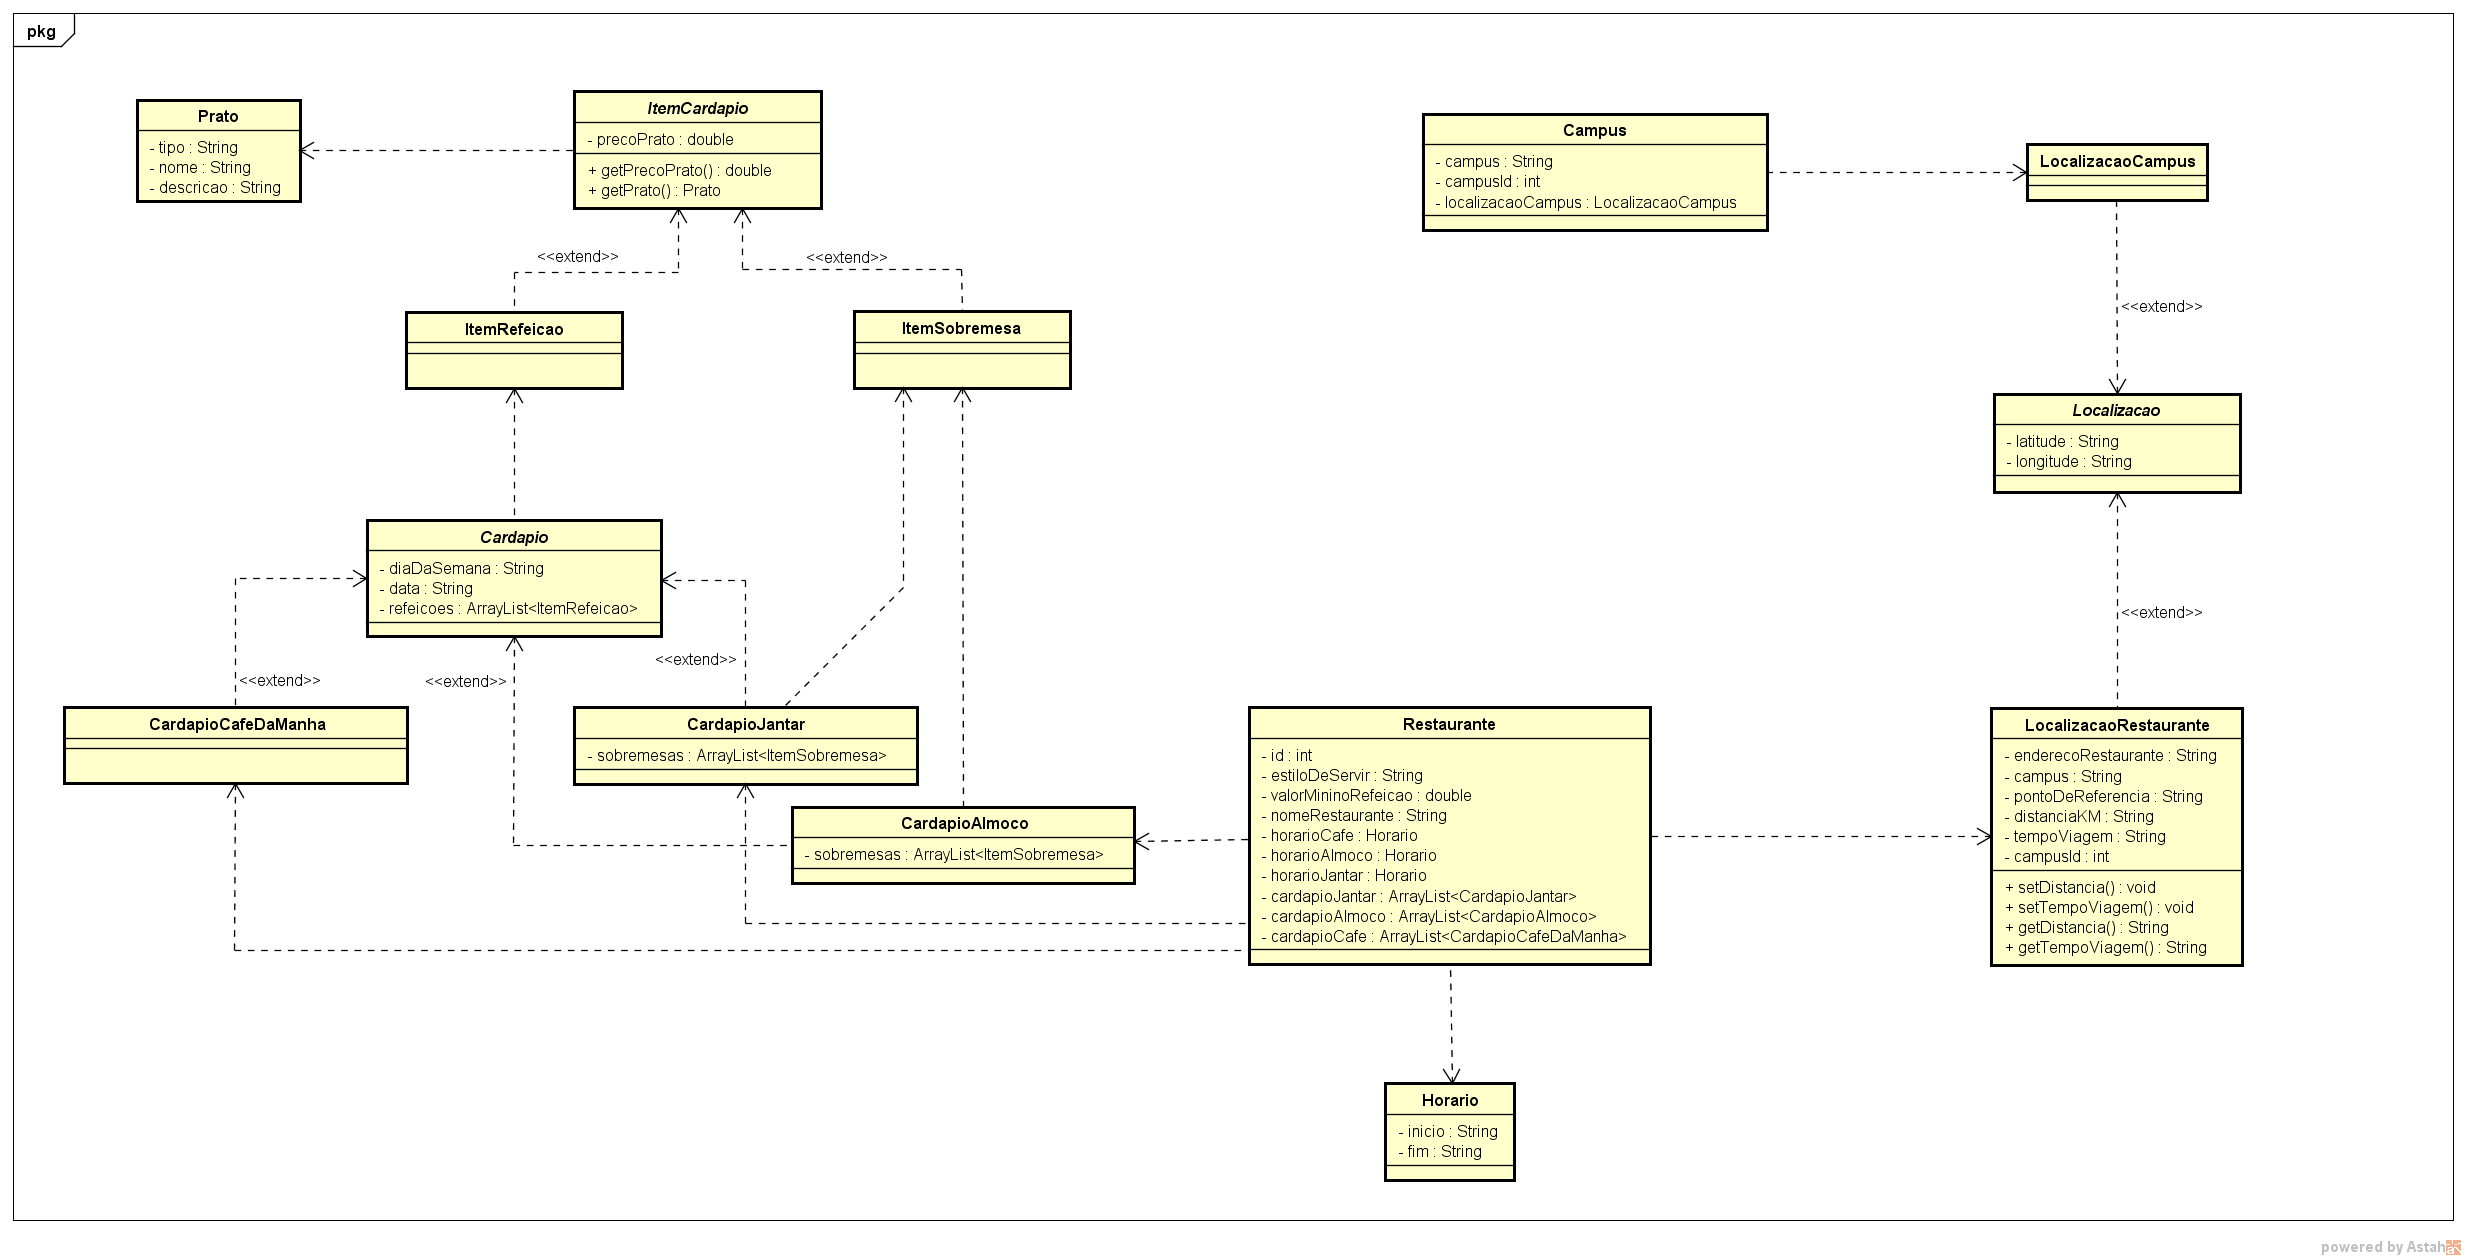 pkg
Prato
- tipo : String
- nome : String
- descricao : String
ItemCardapio
- precoPrato : double
+ getPrecoPrato() : double
+ getPrato() : Prato
Campus
- campus : String
- campusId : int
- localizacaoCampus : LocalizacaoCampus
LocalizacaoCampus
<<extend>>
<<extend>>
<<extend>>
ItemRefeicao
ItemSobremesa
Localizacao
- latitude : String
- longitude : String
Cardapio
- diaDaSemana : String
- data : String
- refeicoes : ArrayList<ItemRefeicao>
<<extend>>
<<extend>>
<<extend>>
<<extend>>
CardapioCafeDaManha
CardapioJantar
- sobremesas : ArrayList<ItemSobremesa>
CardapioAlmoco
- sobremesas : ArrayList<ItemSobremesa>
Restaurante
- id : int
- estiloDeServir : String
- valorMininoRefeicao : double
- nomeRestaurante : String
- horarioCafe : Horario
- horarioAlmoco : Horario
- horarioJantar : Horario
- cardapioJantar : ArrayList<CardapioJantar>
- cardapioAlmoco : ArrayList<CardapioAlmoco>
- cardapioCafe : ArrayList<CardapioCafeDaManha>
LocalizacaoRestaurante
- enderecoRestaurante : String
- campus : String
- pontoDeReferencia : String
- distanciaKM : String
- tempoViagem : String
- campusId : int
+ setDistancia() : void
+ setTempoViagem() : void
+ getDistancia() : String
+ getTempoViagem() : String
Horario
- inicio : String
- fim : String
powered by Astah